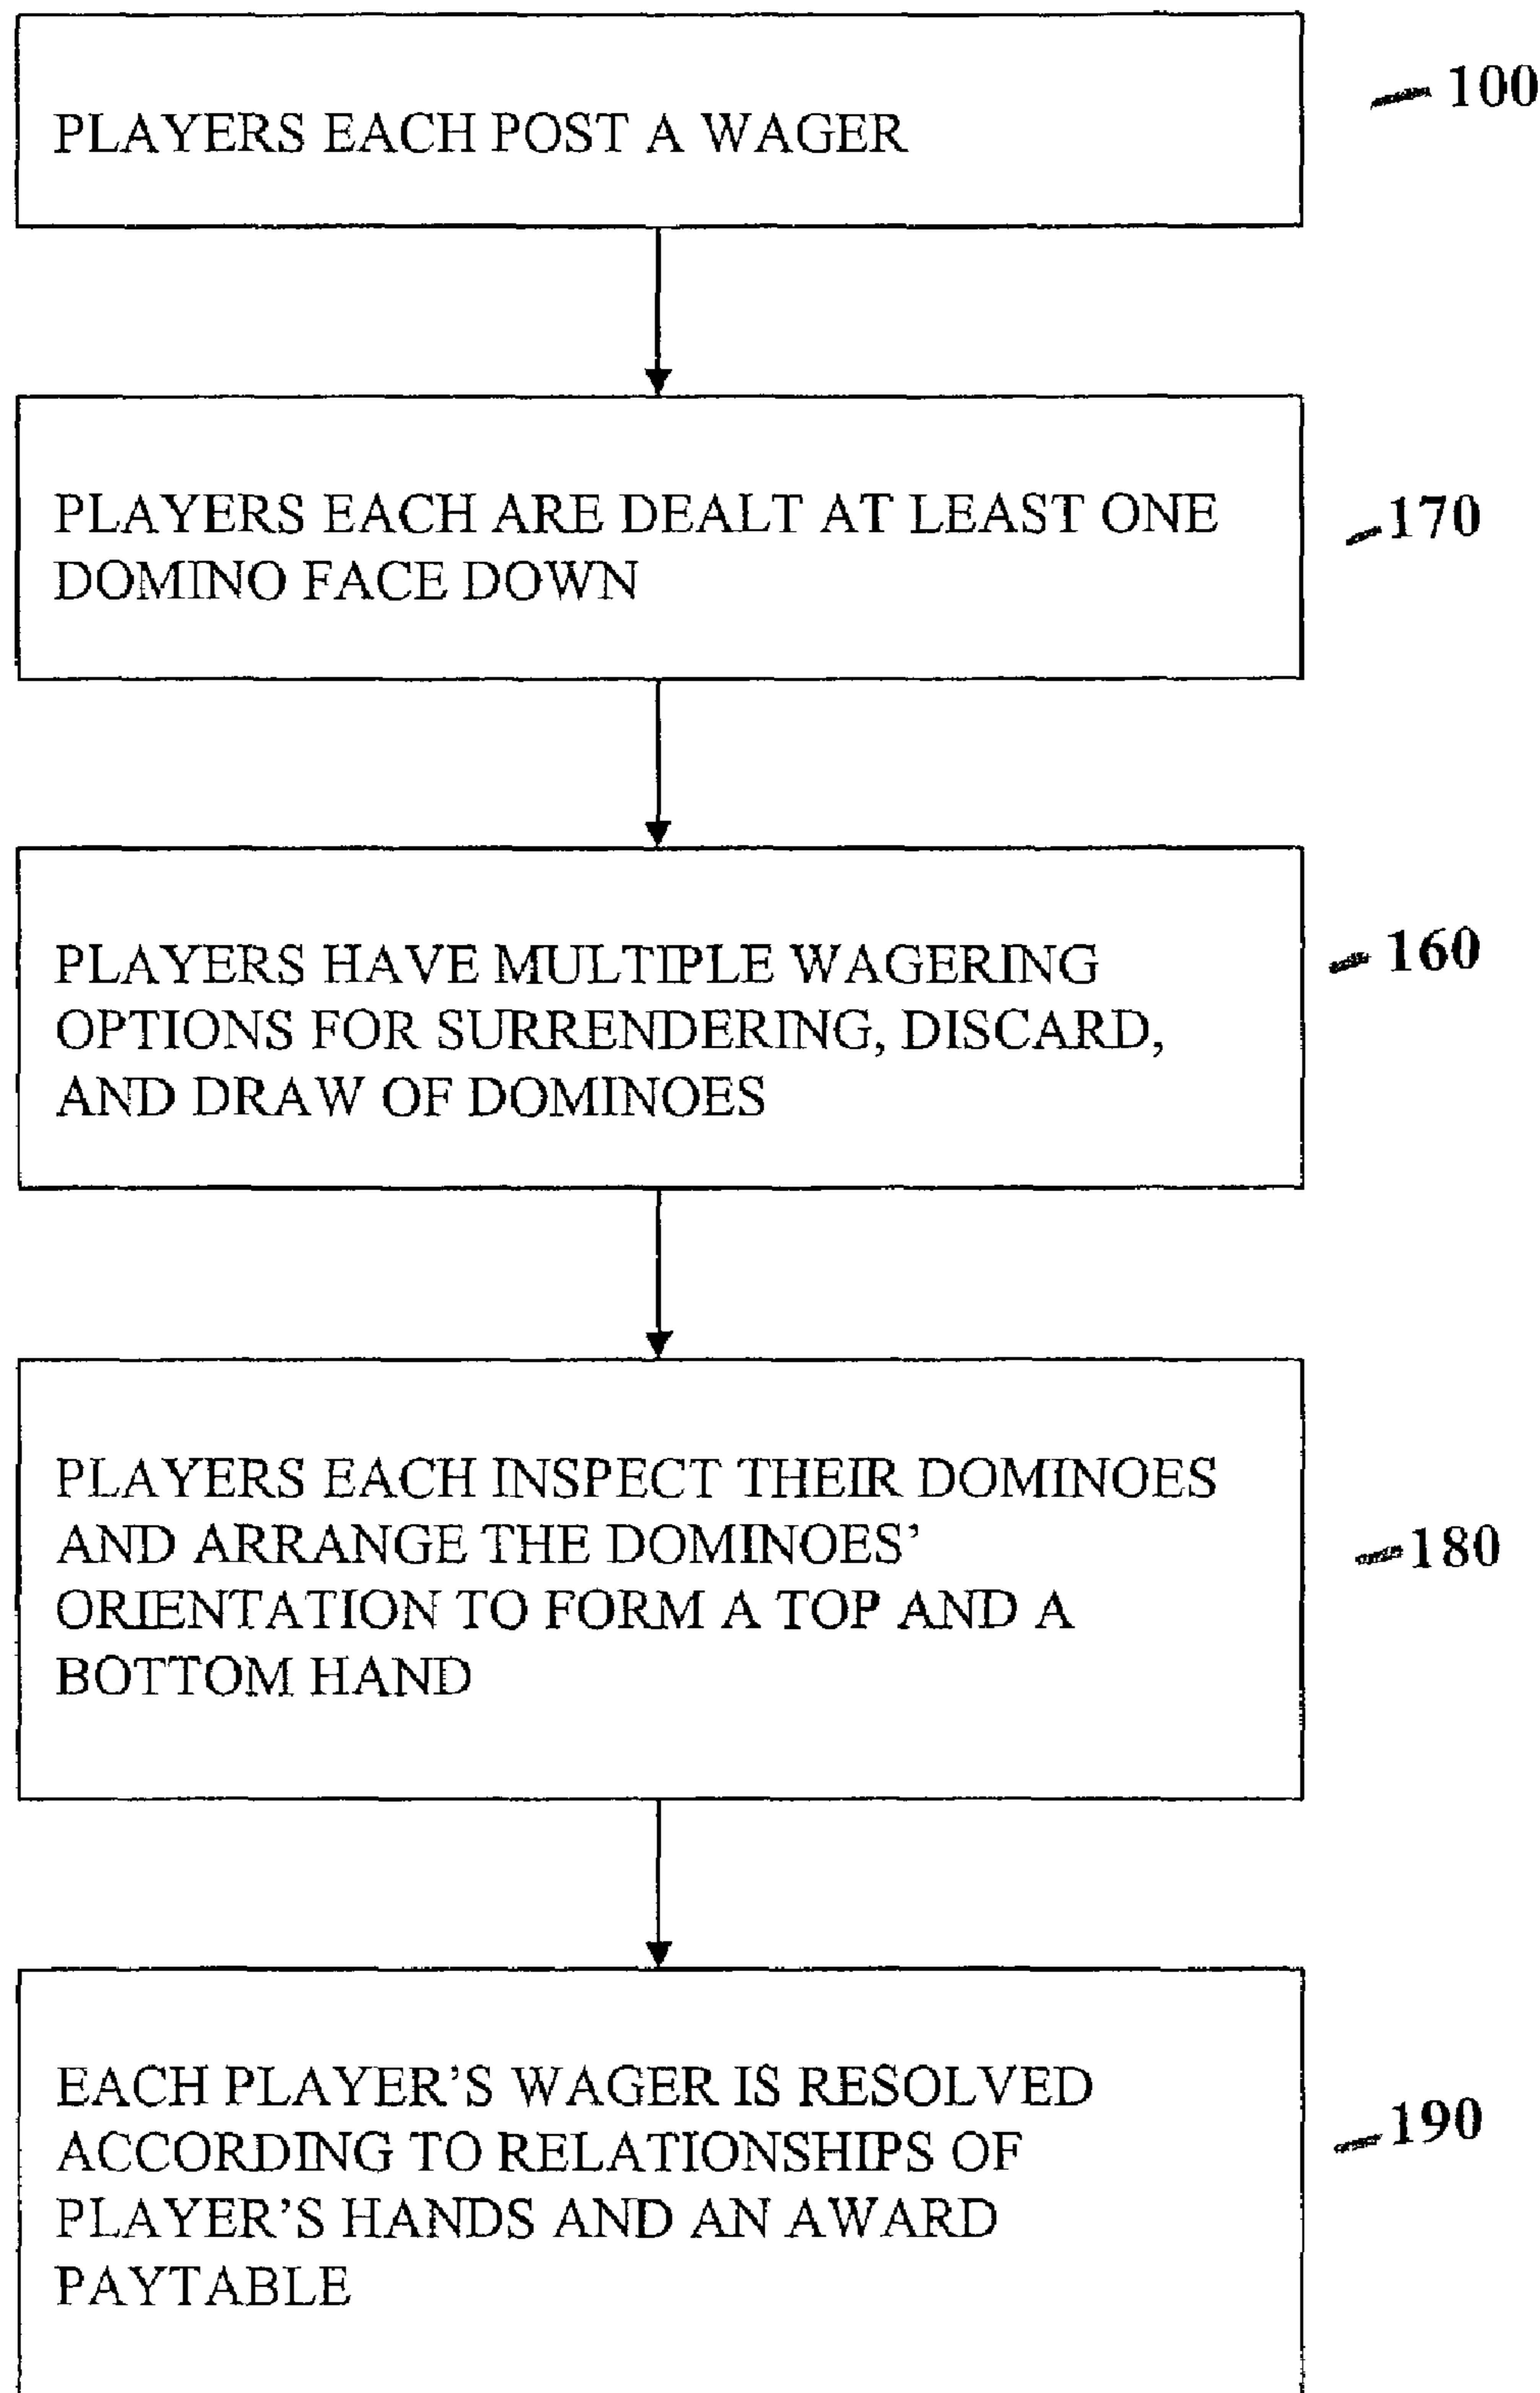 PLAYERS EACH POST A WAGER
100
PLAYERS EACH ARE DEALT AT LEAST ONE
DOMINO FACE DOWN
170
PLAYERS HAVE MULTIPLE WAGERING
OPTIONS FOR SURRENDERING, DISCARD,
AND DRAW OF DOMINOES
160
PLAYERS EACH INSPECT THEIR DOMINOES
AND ARRANGE THE DOMINOES’
ORIENTATION TO FORM A TOP AND A
BOTTOM HAND
180
EACH PLAYER’S WAGER IS RESOLVED
ACCORDING TO RELATIONSHIPS OF
PLAYER’S HANDS AND AN AWARD
PAYTABLE
190